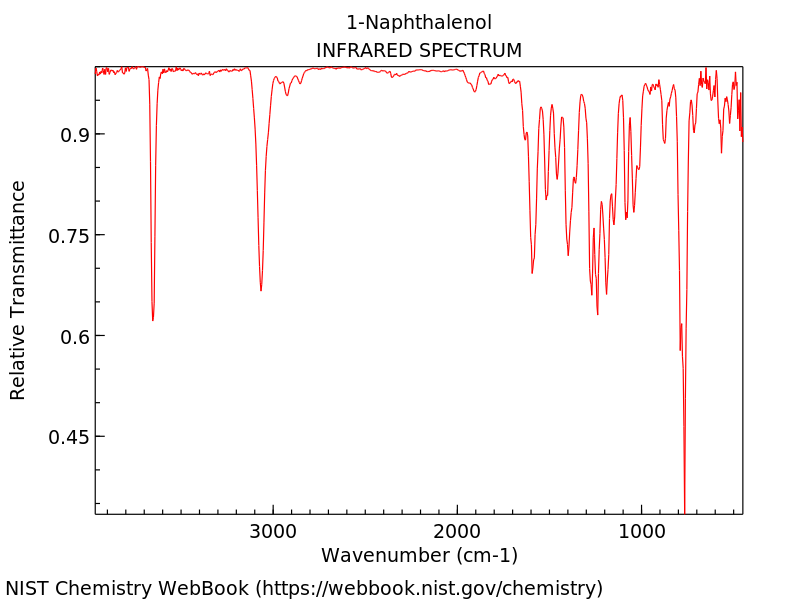 1-Naphthalenol
INFRARED SPECTRUM
Relative Transmittance
0.9
0.75
0.6
0.45
3000 2000 1000
Wavenumber (cm-1)
NIST Chemistry WebBook (https://webbook.nist.gov/chemistry)